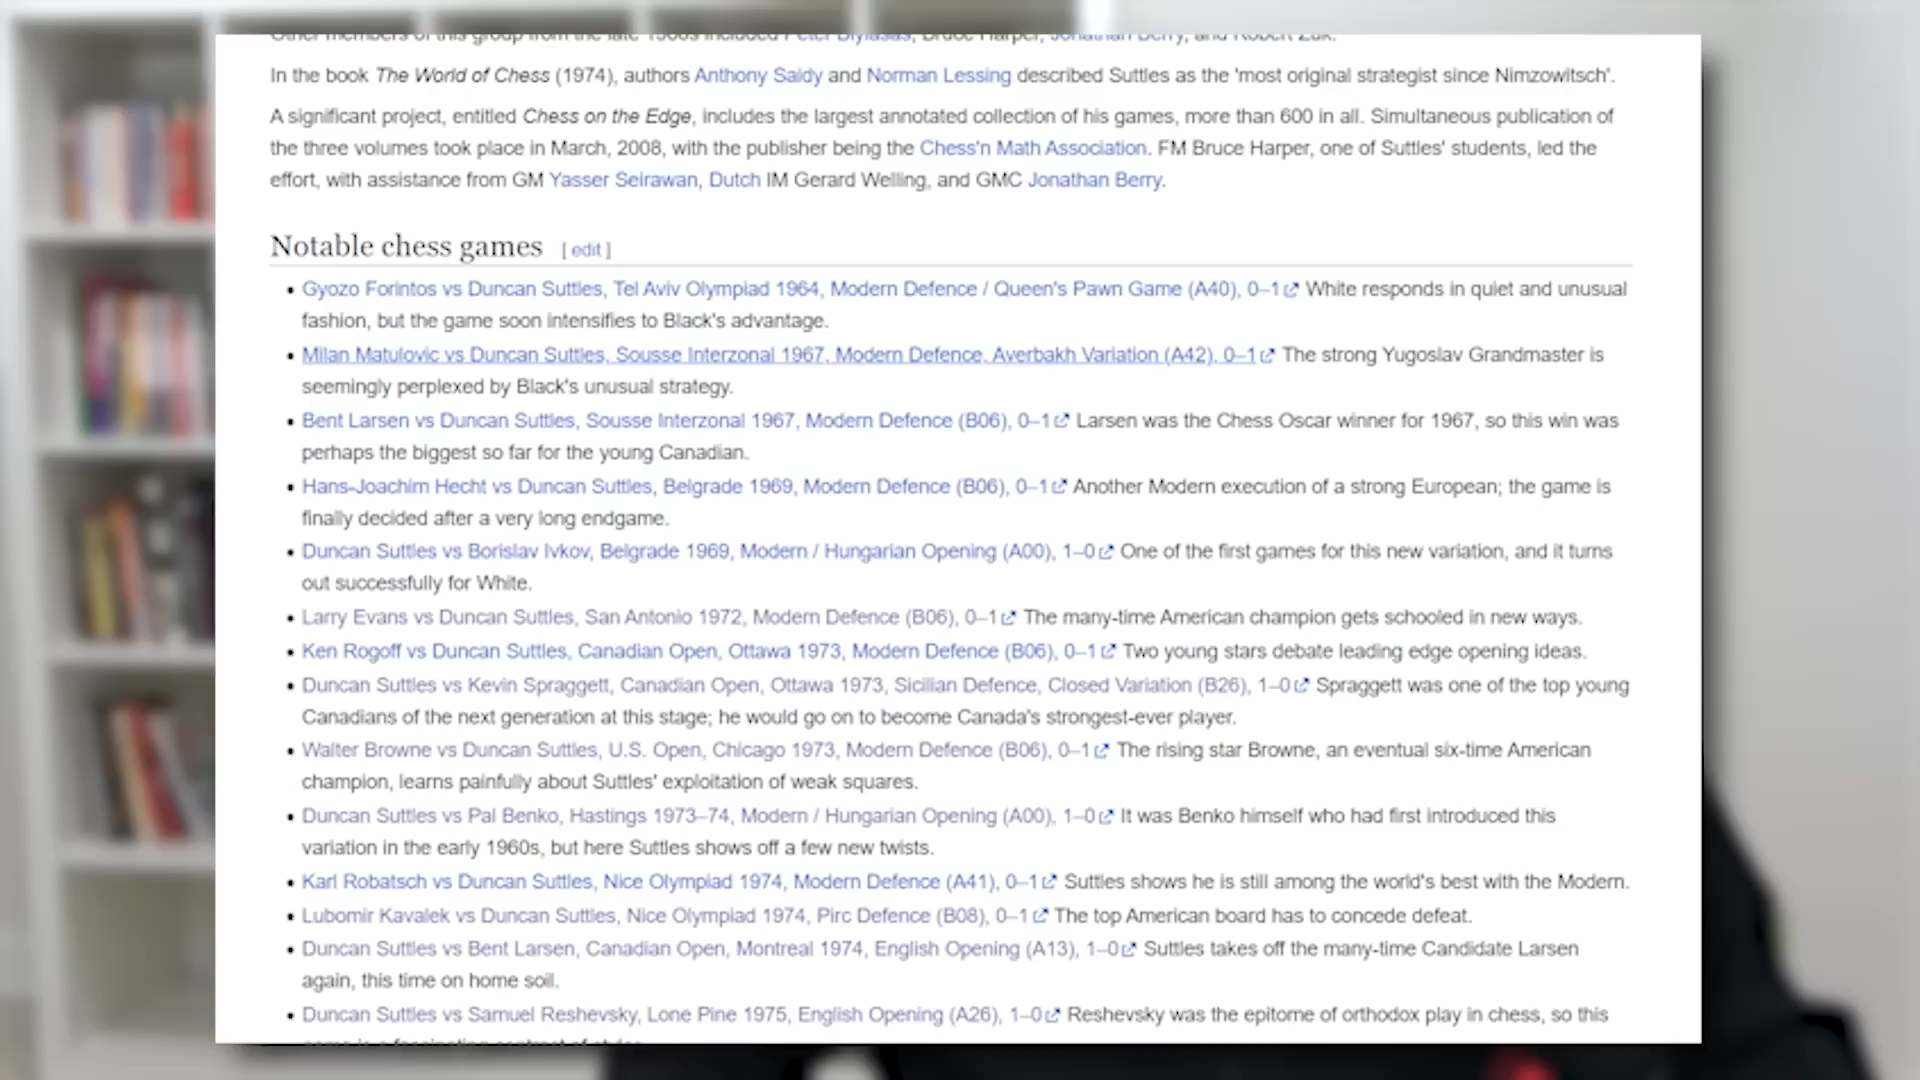 In the book The World of Chess (1974), authors Anthony Saidy and Norman Lessing described Suttles as the 'most original strategist since Nimzowitsch'.
A significant project, entitled Chess on the Edge, includes the largest annotated collection of his games, more than 600 in all. Simultaneous publication of
the three volumes took place in March, 2008, with the publisher being the Chess'n Math Association. FM Bruce Harper, one of Suttles' students, led the
effort, with assistance from GM Yasser Seirawan, Dutch IM Gerard Welling, and GMC Jonathan Berry.
Notable chess games [ edit ]
• Gyozo Forintos vs Duncan Suttles, Tel Aviv Olympiad 1964, Modern Defence / Queen's Pawn Game (A40), 0–1 White responds in quiet and unusual
fashion, but the game soon intensifies to Black's advantage.
• Milan Matulovic vs Duncan Suttles, Sousse Interzonal 1967, Modern Defence, Averbakh Variation (A42), 0–1 The strong Yugoslav Grandmaster is
seemingly perplexed by Black's unusual strategy.
• Bent Larsen vs Duncan Suttles, Sousse Interzonal 1967, Modern Defence (B06), 0–1 Larsen was the Chess Oscar winner for 1967, so this win was
perhaps the biggest so far for the young Canadian.
• Hans-Joachim Hecht vs Duncan Suttles, Belgrade 1969, Modern Defence (B06), 0–1 Another Modern execution of a strong European; the game is
finally decided after a very long endgame.
• Duncan Suttles vs Borislav Ivkov, Belgrade 1969, Modern / Hungarian Opening (A00), 1–0 One of the first games for this new variation, and it turns
out successfully for White.
• Larry Evans vs Duncan Suttles, San Antonio 1972, Modern Defence (B06), 0–1 The many-time American champion gets schooled in new ways.
• Ken Rogoff vs Duncan Suttles, Canadian Open, Ottawa 1973, Modern Defence (B06), 0–1 Two young stars debate leading edge opening ideas.
• Duncan Suttles vs Kevin Spraggett, Canadian Open, Ottawa 1973, Sicilian Defence, Closed Variation (B26), 1–0 Spraggett was one of the top young
Canadians of the next generation at this stage; he would go on to become Canada's strongest-ever player.
• Walter Browne vs Duncan Suttles, U.S. Open, Chicago 1973, Modern Defence (B06), 0–1 The rising star Browne, an eventual six-time American
champion, learns painfully about Suttles' exploitation of weak squares.
• Duncan Suttles vs Pal Benko, Hastings 1973–74, Modern / Hungarian Opening (A00), 1–0 It was Benko himself who had first introduced this
variation in the early 1960s, but here Suttles shows off a few new twists.
• Karl Robatsch vs Duncan Suttles, Nice Olympiad 1974, Modern Defence (A41), 0–1 Suttles shows he is still among the world's best with the Modern.
• Lubomir Kavalek vs Duncan Suttles, Nice Olympiad 1974, Pirc Defence (B08), 0–1 The top American board has to concede defeat.
• Duncan Suttles vs Bent Larsen, Canadian Open, Montreal 1974, English Opening (A13), 1–0 Suttles takes off the many-time Candidate Larsen
again, this time on home soil.
• Duncan Suttles vs Samuel Reshevsky, Lone Pine 1975, English Opening (A26), 1–0 Reshevsky was the epitome of orthodox play in chess, so this